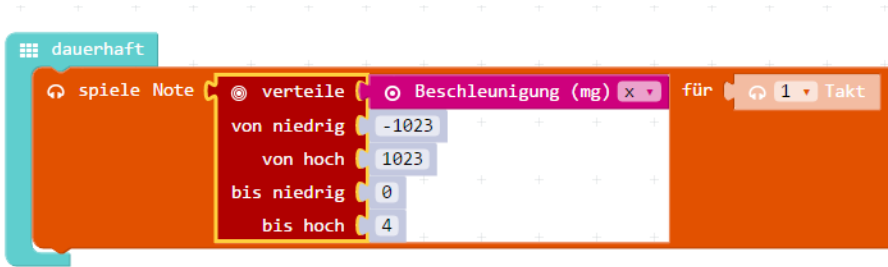 dauerhaft
spiele Note verteile Beschleunigung (mg) x für 1 Takt
von niedrig -1023
von hoch 1023
bis niedrig 0
bis hoch 4